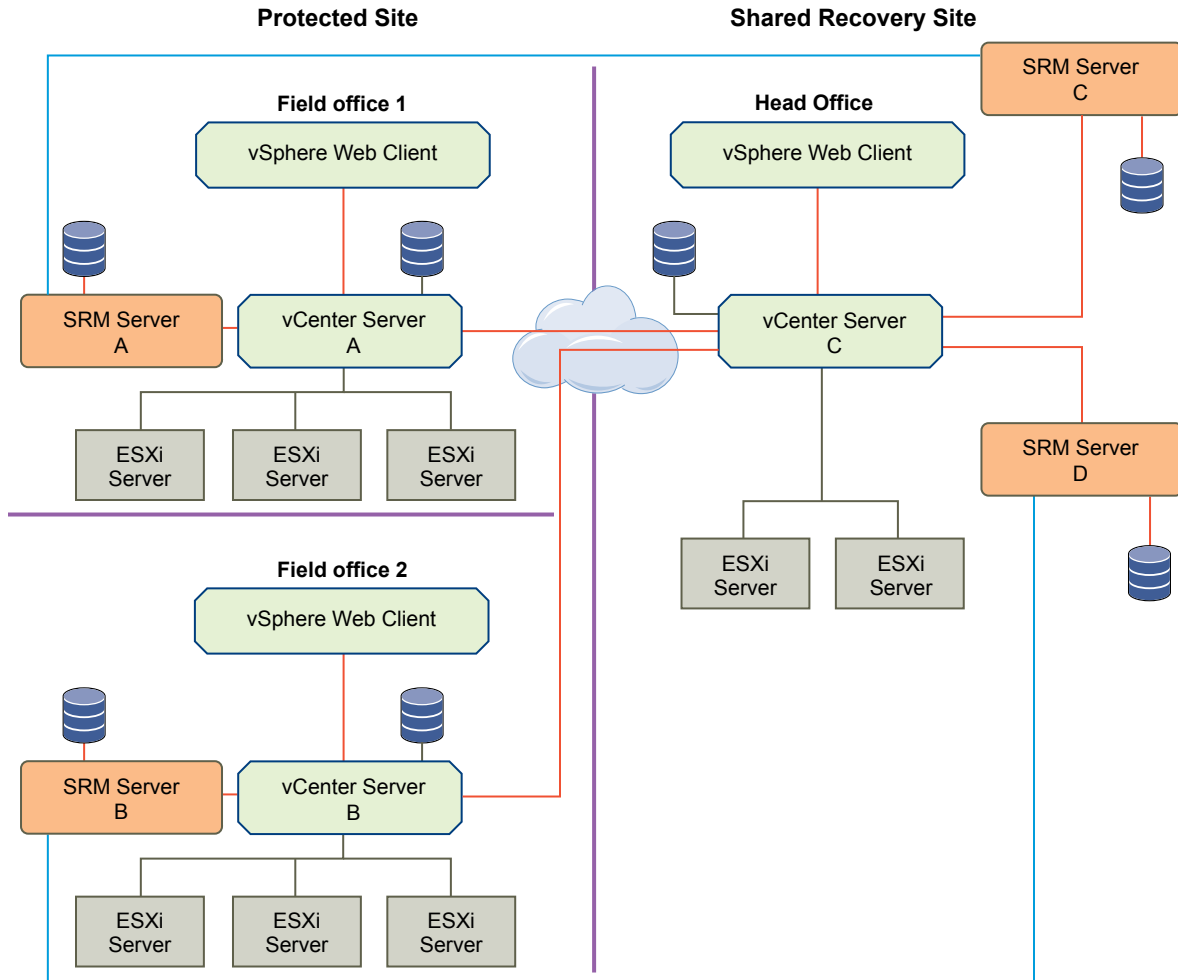 Protected Site
Shared Recovery Site
SRM Server
C
Field office 1
Head Office
vSphere Web Client
vSphere Web Client
SRM Server
A
vCenter Server
A
vCenter Server
C
ESXi
Server
ESXi
Server
ESXi
Server
SRM Server
D
ESXi
Server
ESXi
Server
Field office 2
vSphere Web Client
SRM Server
B
vCenter Server
B
ESXi
Server
ESXi
Server
ESXi
Server